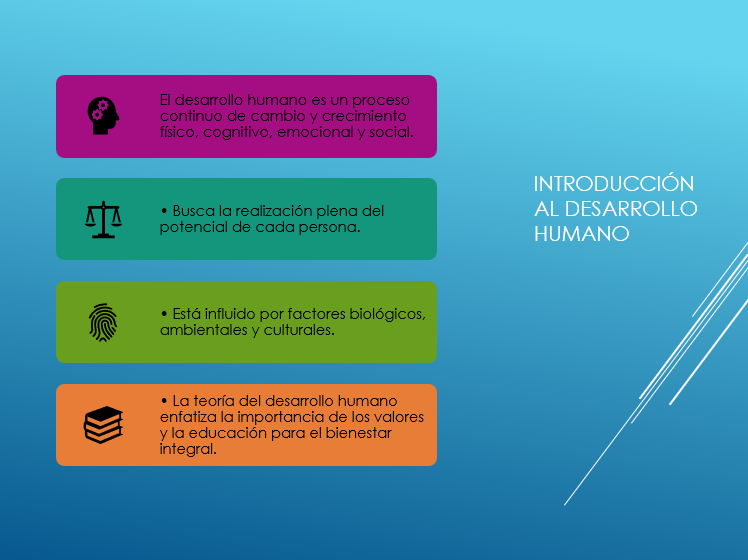 El desarrollo humano es un proceso
continuo de cambio y crecimiento
físico, cognitivo, emocional y social.
• Busca la realización plena del
potencial de cada persona.
• Está influido por factores biológicos,
ambientales y culturales.
• La teoría del desarrollo humano
enfatiza la importancia de los valores
y la educación para el bienestar
integral.
INTRODUCCIÓN
AL DESARROLLO
HUMANO